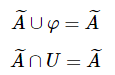 Ã ∪ φ = Ã
Ã ∩ U = Ã